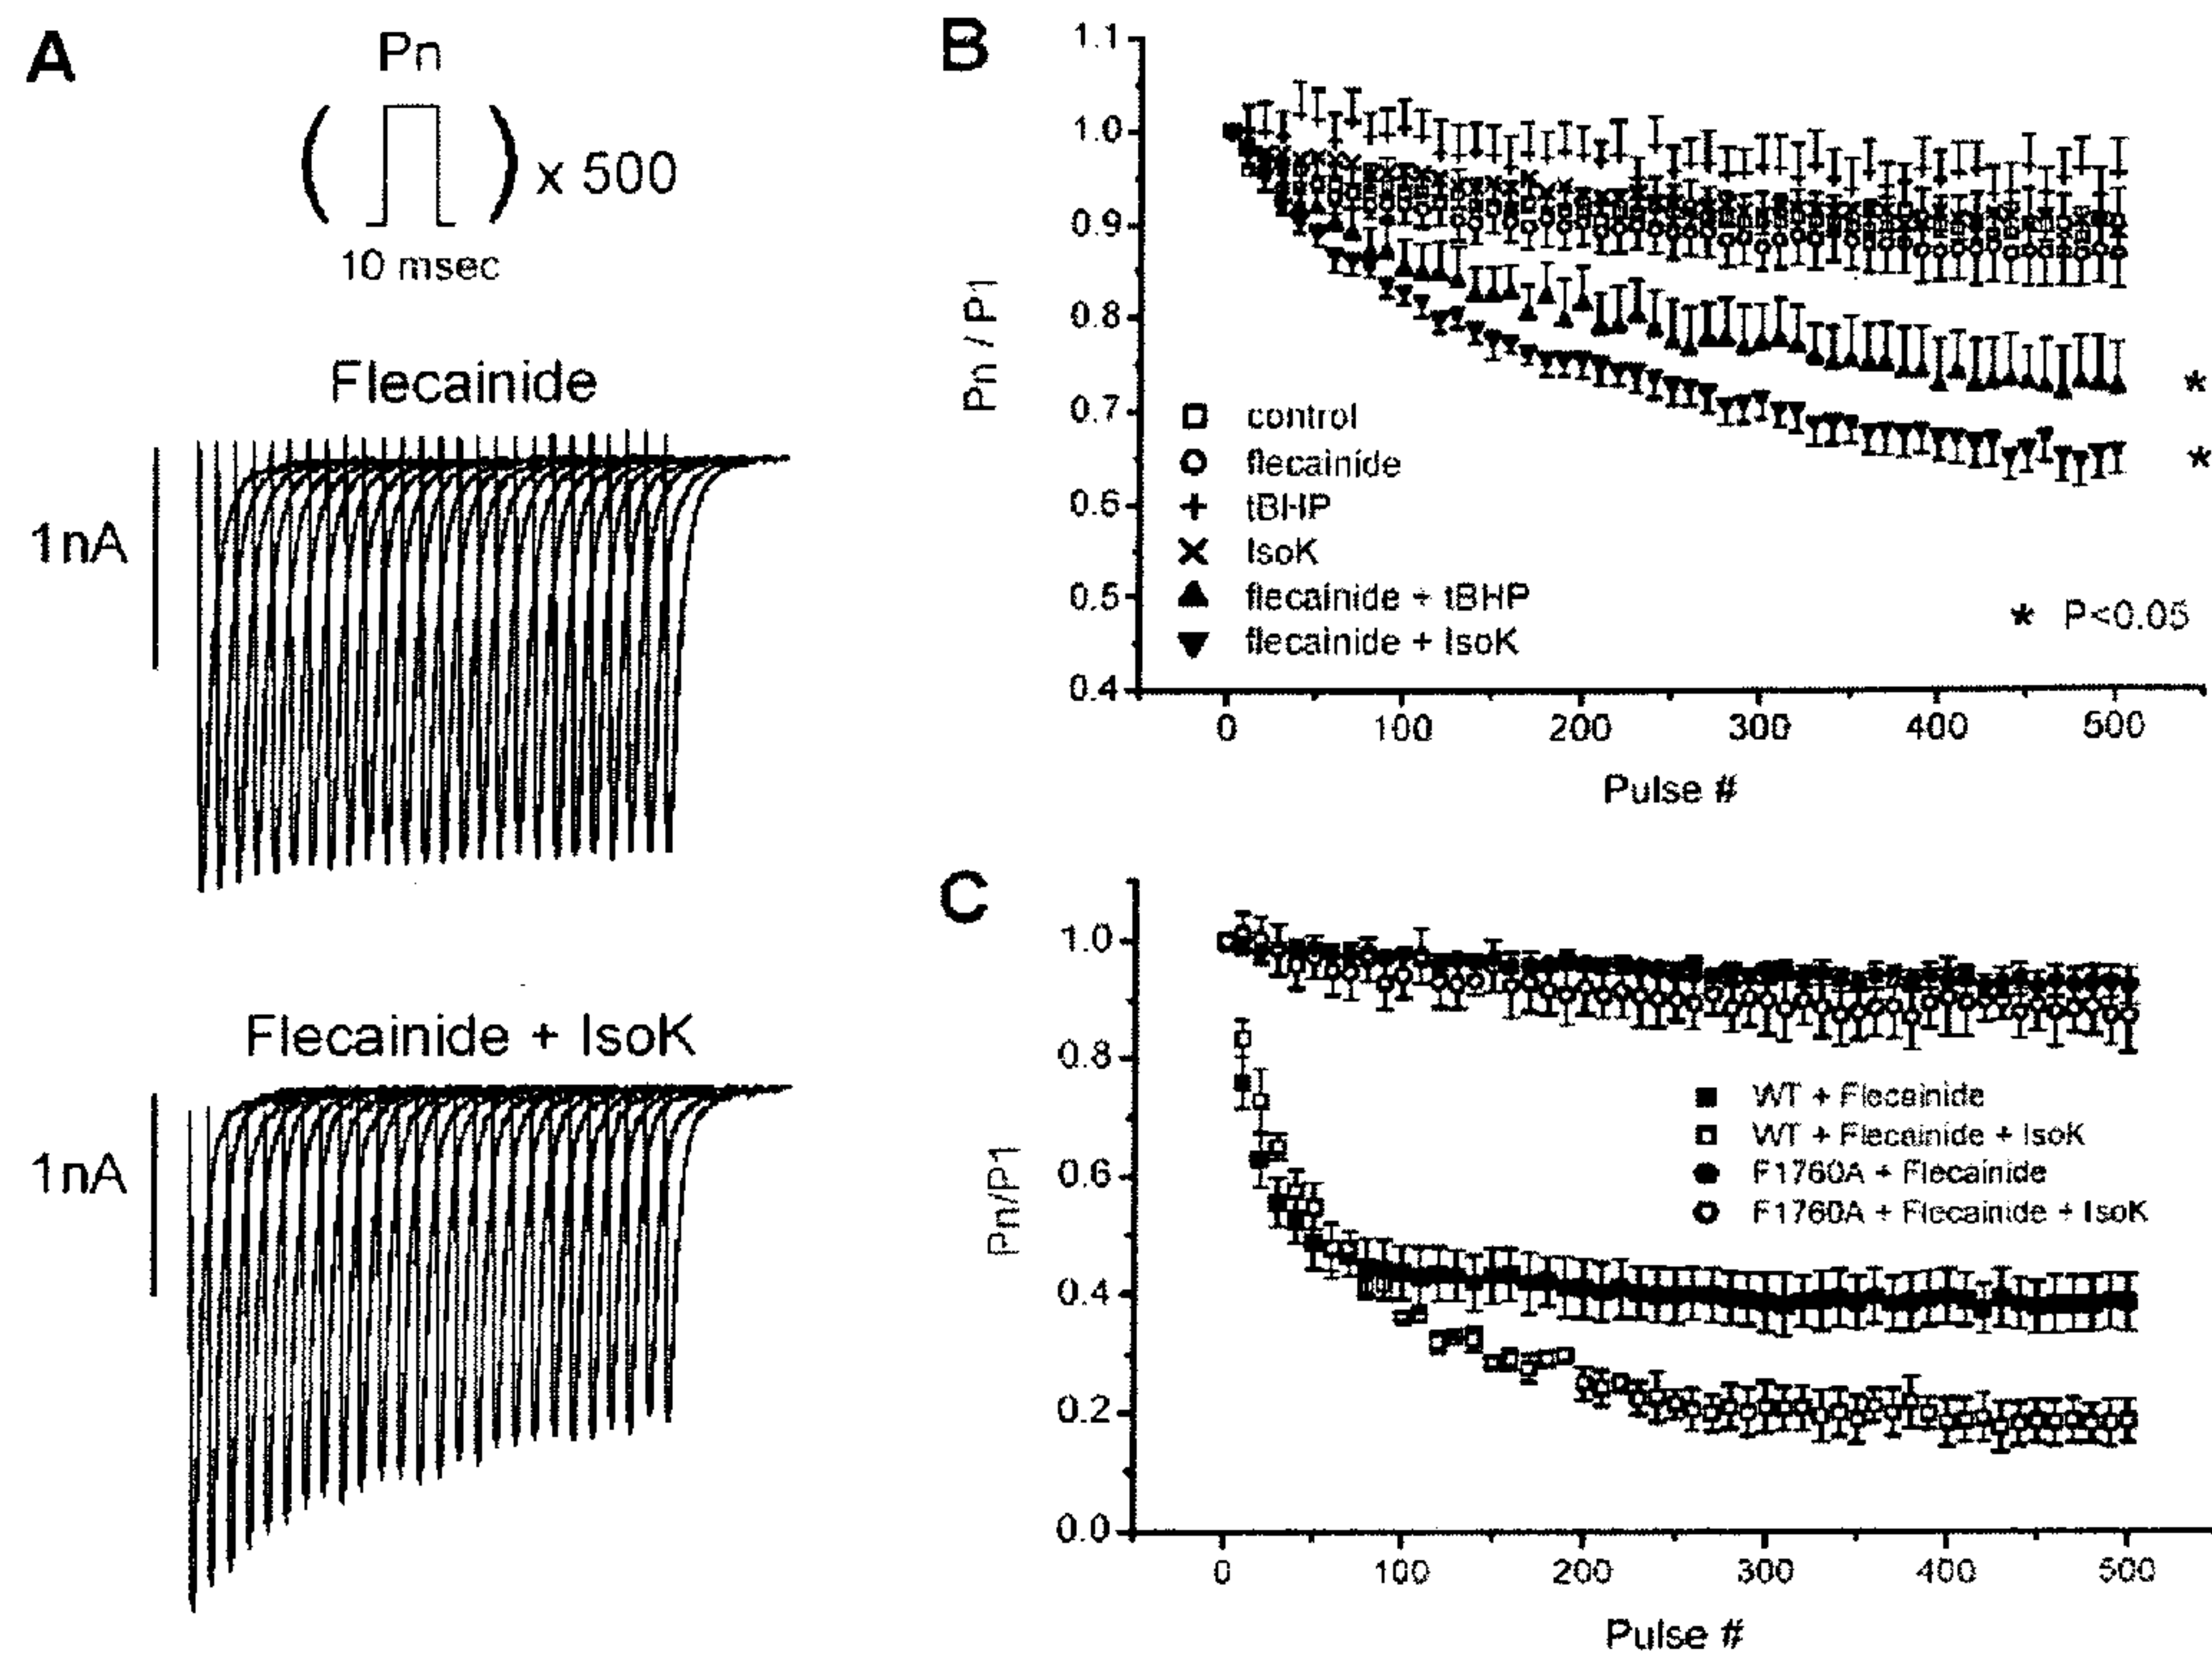 A
Pn
( ) x 500
10 msec
Flecainide
1nA
Flecainide + IsoK
1nA
B
1.1
1.0
0.9
0.8
0.7
0.6
0.5
0.4
Pn / P1
control
flecainide
tBHP
IsoK
flecainide + tBHP
flecainide + IsoK
*
*
* P<0.05
0 100 200 300 400 500
Pulse #
C
1.0
0.8
0.6
0.4
0.2
0.0
Pn/P1
WT + Flecainide
WT + Flecainide + IsoK
F1760A + Flecainide
F1760A + Flecainide + IsoK
0 100 200 300 400 500
Pulse #